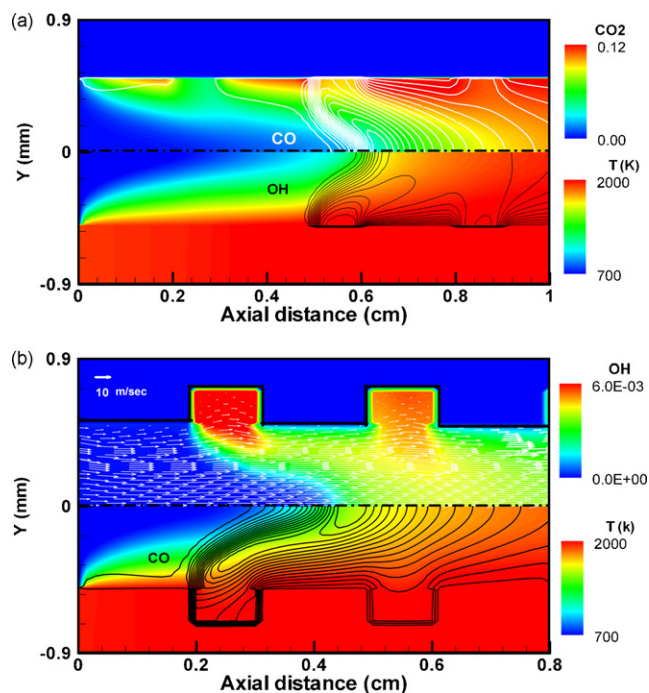 (a)
0.9
CO2
0.12
Y (mm)
CO
0
0.00
T (K)
OH
2000
-0.9
700
0
0.2
0.4
0.6
0.8
1
Axial distance (cm)
(b)
0.9
OH
10 m/sec
6.0E-03
Y (mm)
0
0.0E+00
T (k)
CO
2000
-0.9
700
0
0.2
0.4
0.6
0.8
Axial distance (cm)